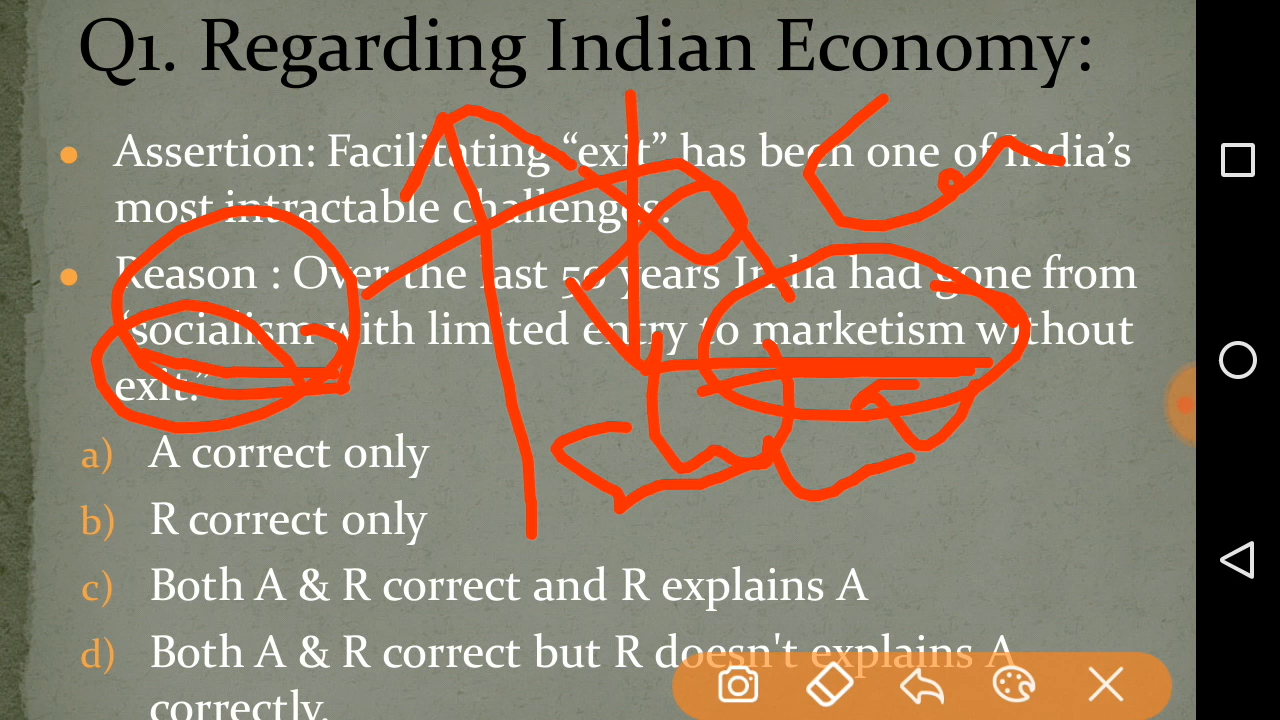 Q1. Regarding Indian Economy:
Assertion: Facilitating “exit” has been one of India’s
most intractable challenges.
Reason : Over the last 50 years India had gone from
“socialism with limited entry to marketism without
exit.”
a) A correct only
b) R correct only
c) Both A & R correct and R explains A
d) Both A & R correct but R doesn't explains A
correctly.